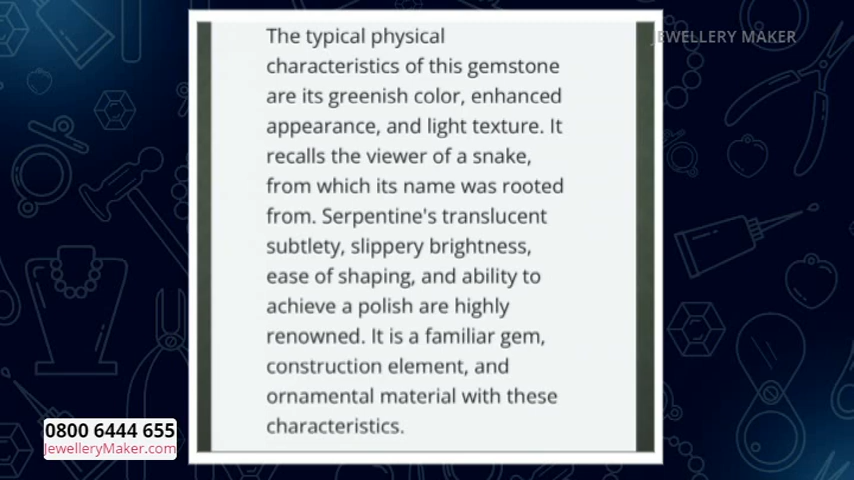 JEWELLERY MAKER
The typical physical
characteristics of this gemstone
are its greenish color, enhanced
appearance, and light texture. It
recalls the viewer of a snake,
from which its name was rooted
from. Serpentine's translucent
subtlety, slippery brightness,
ease of shaping, and ability to
achieve a polish are highly
renowned. It is a familiar gem,
construction element, and
ornamental material with these
characteristics.
0800 6444 655
JewelleryMaker.com